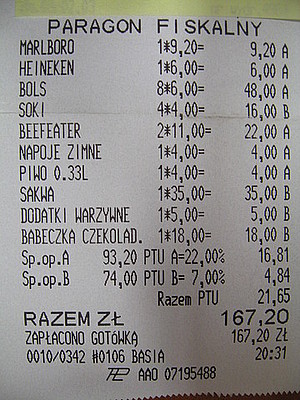 PARAGON FISKALNY
MARLBORO 1*9,20= 9,20 A
HEINEKEN 1*6,00= 6,00 A
BOLS 8*6,00= 48,00 A
SOKI 4*4,00= 16,00 B
BEEFEATER 2*11,00= 22,00 A
NAPOJE ZIMNE 1*4,00= 4,00 A
PIWO 0.33L 1*4,00= 4,00 A
SAKWA 1*35,00= 35,00 B
DODATKI WARZYWNE 1*5,00= 5,00 B
BABECZKA CZEKOLAD. 1*18,00= 18,00 B
Sp.op.A 93,20 PTU A=22,00% 16,81
Sp.op.B 74,00 PTU B= 7,00% 4,84
Razem PTU 21,65
RAZEM ZŁ 167,20
ZAPŁACONO GOTÓWKĄ 167,20 ZŁ
0010/0342 #0106 BASIA 20:31
AAO 07195488